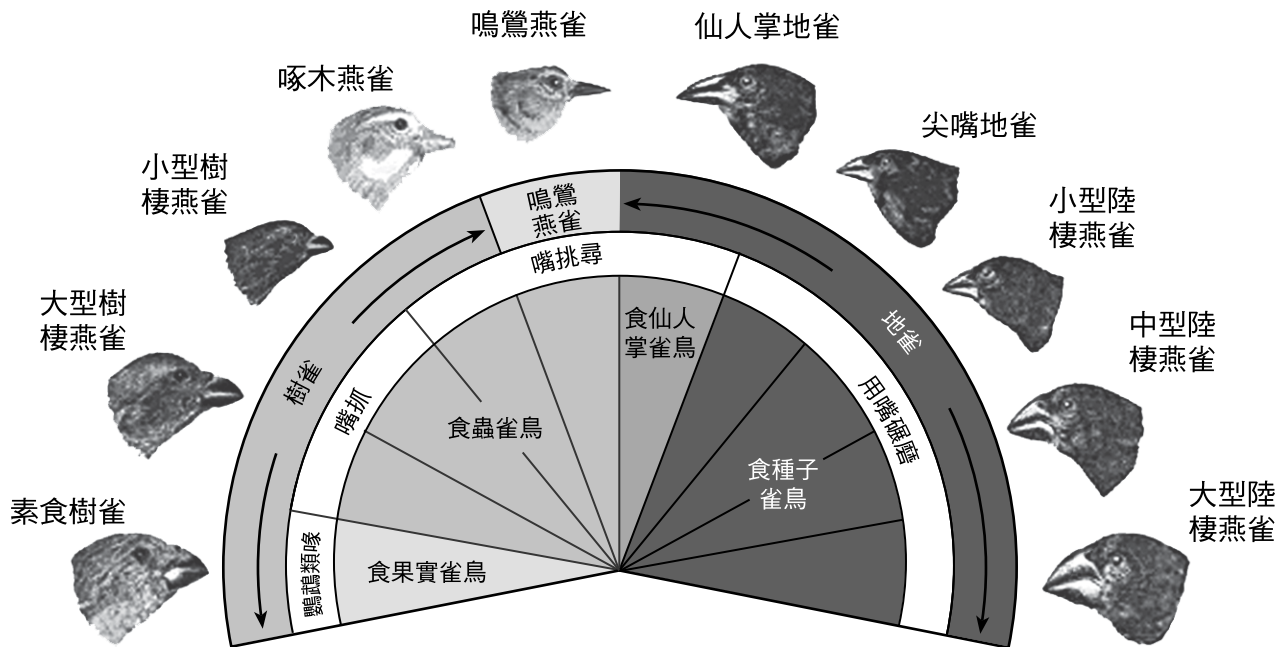 鳴鶯燕雀
仙人掌地雀
啄木燕雀
尖嘴地雀
小型樹
棲燕雀
小型陸
棲燕雀
大型樹
棲燕雀
中型陸
棲燕雀
素食樹雀
大型陸
棲燕雀
鳴鶯
燕雀
樹雀
地雀
嘴挑尋
嘴抓
用嘴碾磨
鸚鵡類喙
食仙人
掌雀鳥
食蟲雀鳥
食種子
雀鳥
食果實雀鳥